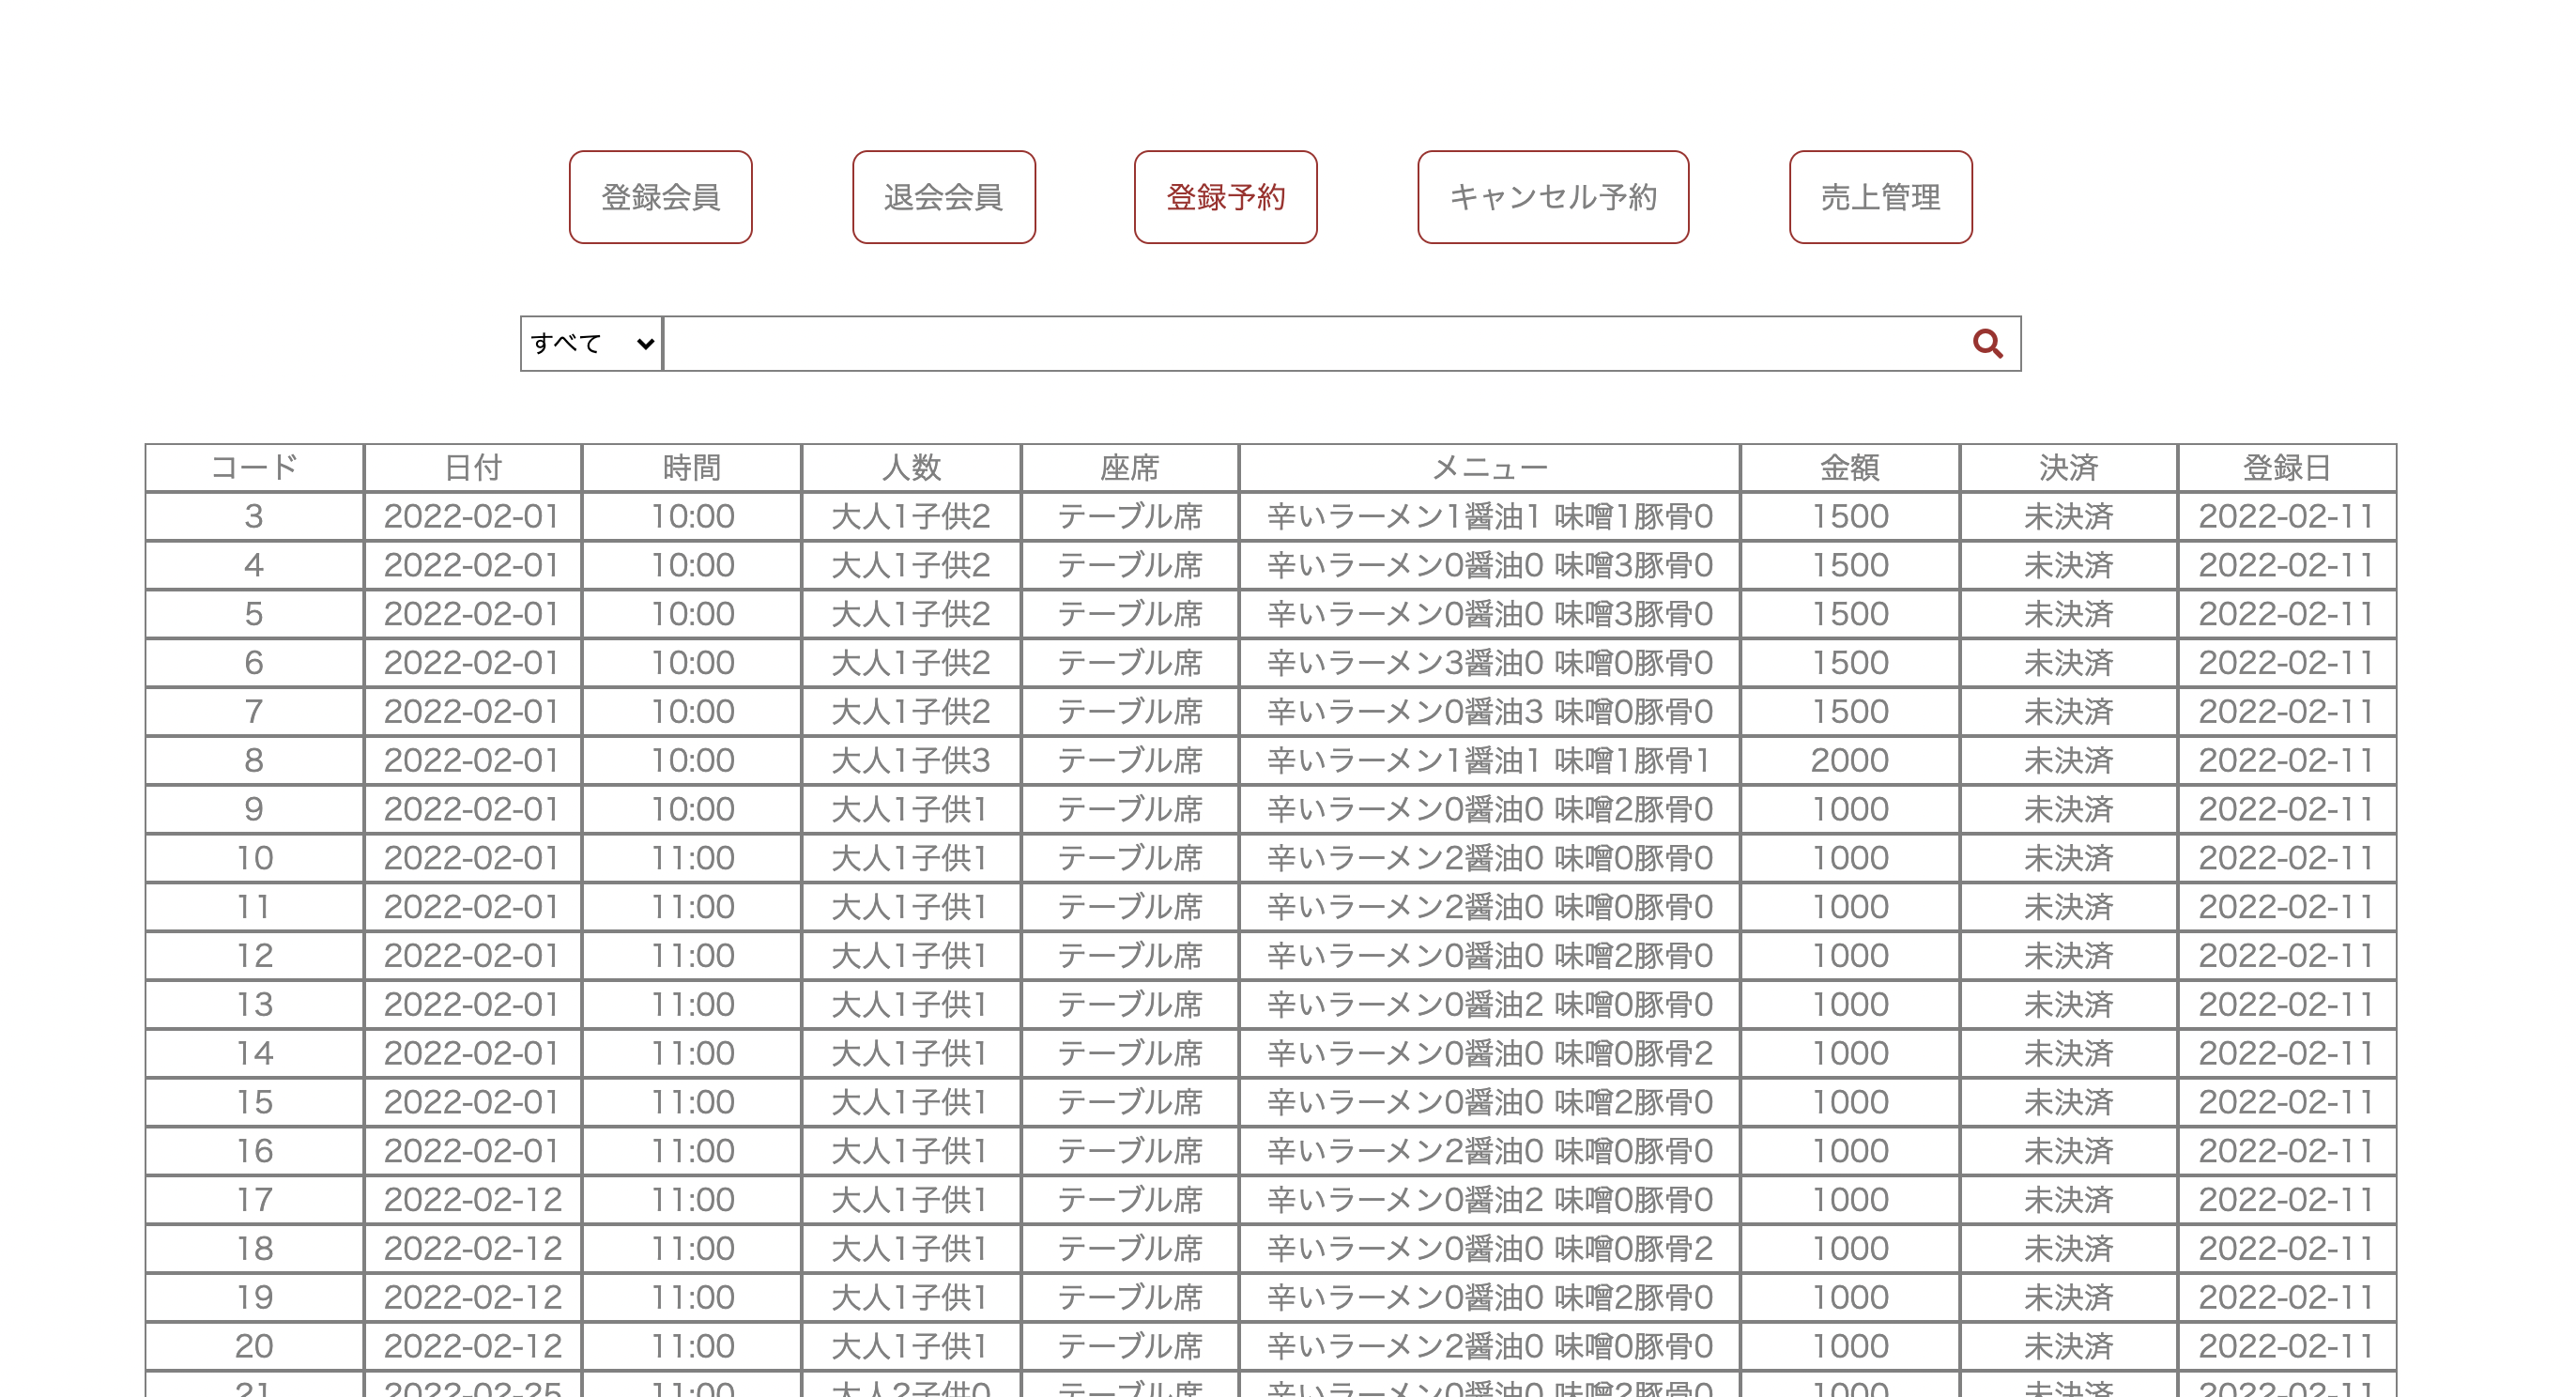 登録会員 退会会員 登録予約 キャンセル予約 売上管理
すべて
コード 日付 時間 人数 座席 メニュー 金額 決済 登録日
3 2022-02-01 10:00 大人1子供2 テーブル席 辛いラーメン1醤油1 味噌1豚骨0 1500 未決済 2022-02-11
4 2022-02-01 10:00 大人1子供2 テーブル席 辛いラーメン0醤油0 味噌3豚骨0 1500 未決済 2022-02-11
5 2022-02-01 10:00 大人1子供2 テーブル席 辛いラーメン0醤油0 味噌3豚骨0 1500 未決済 2022-02-11
6 2022-02-01 10:00 大人1子供2 テーブル席 辛いラーメン3醤油0 味噌0豚骨0 1500 未決済 2022-02-11
7 2022-02-01 10:00 大人1子供2 テーブル席 辛いラーメン0醤油3 味噌0豚骨0 1500 未決済 2022-02-11
8 2022-02-01 10:00 大人1子供3 テーブル席 辛いラーメン1醤油1 味噌1豚骨1 2000 未決済 2022-02-11
9 2022-02-01 10:00 大人1子供1 テーブル席 辛いラーメン0醤油0 味噌2豚骨0 1000 未決済 2022-02-11
10 2022-02-01 11:00 大人1子供1 テーブル席 辛いラーメン2醤油0 味噌0豚骨0 1000 未決済 2022-02-11
11 2022-02-01 11:00 大人1子供1 テーブル席 辛いラーメン2醤油0 味噌0豚骨0 1000 未決済 2022-02-11
12 2022-02-01 11:00 大人1子供1 テーブル席 辛いラーメン0醤油0 味噌2豚骨0 1000 未決済 2022-02-11
13 2022-02-01 11:00 大人1子供1 テーブル席 辛いラーメン0醤油2 味噌0豚骨0 1000 未決済 2022-02-11
14 2022-02-01 11:00 大人1子供1 テーブル席 辛いラーメン0醤油0 味噌0豚骨2 1000 未決済 2022-02-11
15 2022-02-01 11:00 大人1子供1 テーブル席 辛いラーメン0醤油0 味噌2豚骨0 1000 未決済 2022-02-11
16 2022-02-01 11:00 大人1子供1 テーブル席 辛いラーメン2醤油0 味噌0豚骨0 1000 未決済 2022-02-11
17 2022-02-12 11:00 大人1子供1 テーブル席 辛いラーメン0醤油2 味噌0豚骨0 1000 未決済 2022-02-11
18 2022-02-12 11:00 大人1子供1 テーブル席 辛いラーメン0醤油0 味噌0豚骨2 1000 未決済 2022-02-11
19 2022-02-12 11:00 大人1子供1 テーブル席 辛いラーメン0醤油0 味噌2豚骨0 1000 未決済 2022-02-11
20 2022-02-12 11:00 大人1子供1 テーブル席 辛いラーメン2醤油0 味噌0豚骨0 1000 未決済 2022-02-11
21 2022-02-25 11:00 大人2子供0 テーブル席 辛いラーメン0醤油0 味噌2豚骨0 1000 未決済 2022-02-11